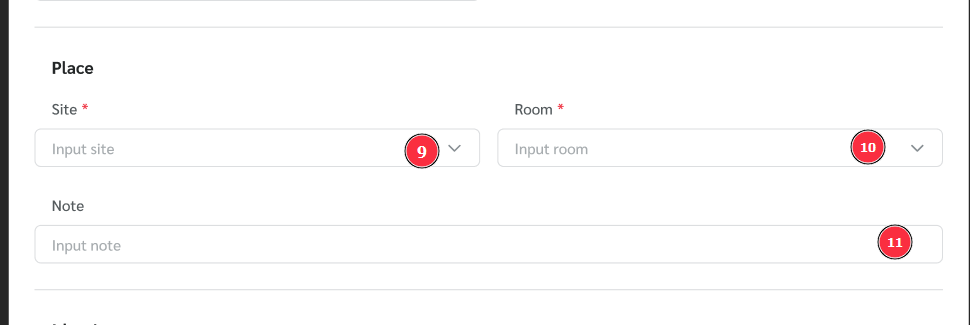 Place
Site * Room *
Input site 9 Input room 10
Note
Input note 11